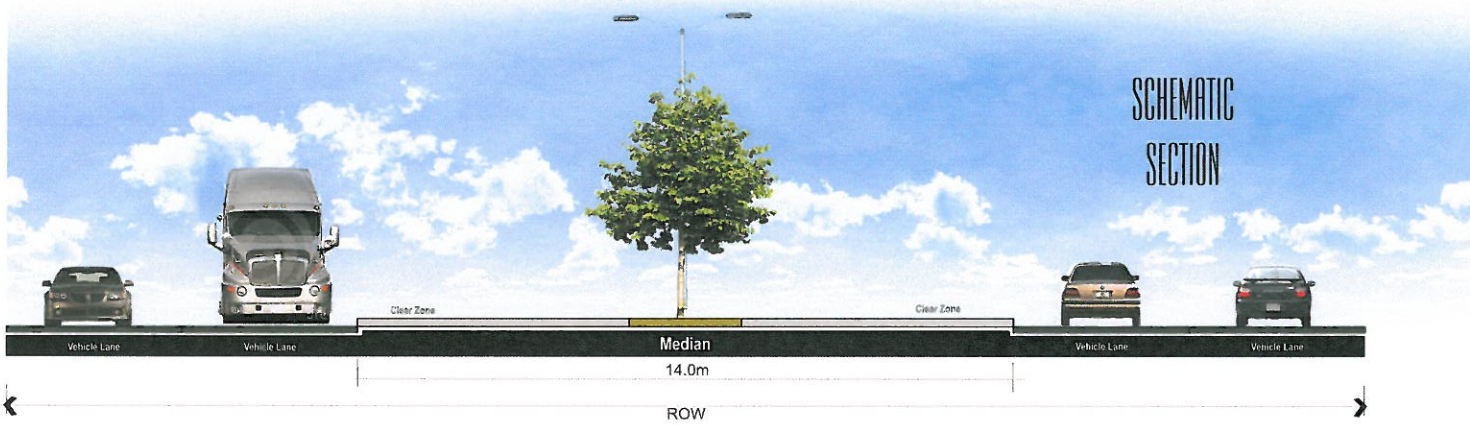 SCHEMATIC
SECTION
Clear Zone
Clear Zone
Vehicle Lane
Vehicle Lane
Median
Vehicle Lane
Vehicle Lane
14.0m
ROW